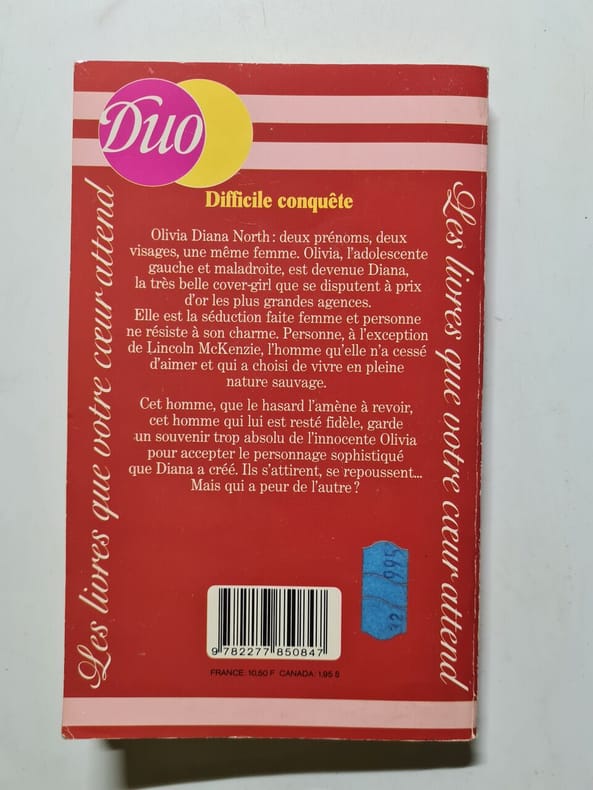 Duo
Difficile conquête
Olivia Diana North : deux prénoms, deux
visages, une même femme. Olivia, l'adolescente
gauche et maladroite, est devenue Diana,
la très belle cover-girl que se disputent à prix
d'or les plus grandes agences.
Elle est la séduction faite femme et personne
ne résiste à son charme. Personne, à l'exception
de Lincoln McKenzie, l'homme qu'elle n'a cessé
d'aimer et qui a choisi de vivre en pleine
nature sauvage.
Cet homme, que le hasard l'amène à revoir,
cet homme qui lui est resté fidèle, garde
un souvenir trop absolu de l'innocente Olivia
pour accepter le personnage sophistiqué
que Diana a créé. Ils s'attirent, se repoussent...
Mais qui a peur de l'autre ?
Les livres que votre cœur attend
Les livres que votre cœur attend
995
9 782277 850847
FRANCE: 10,50 F CANADA: 1,95 $